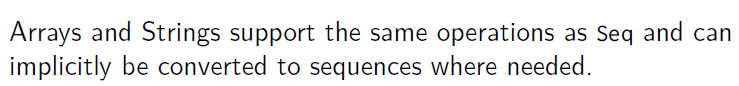 Arrays and Strings support the same operations as Seq and can
implicitly be converted to sequences where needed.